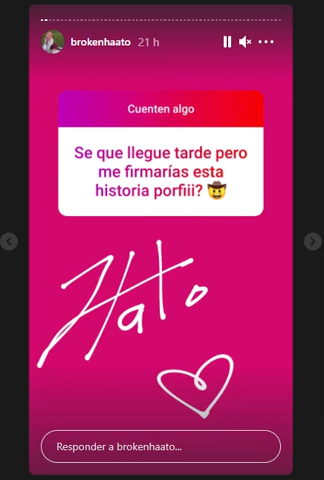 brokenhaato 21 h
Cuenten algo
Se que llegue tarde pero
me firmarías esta
historia porfiii? 🤠
Hato
Responder a brokenhaato...